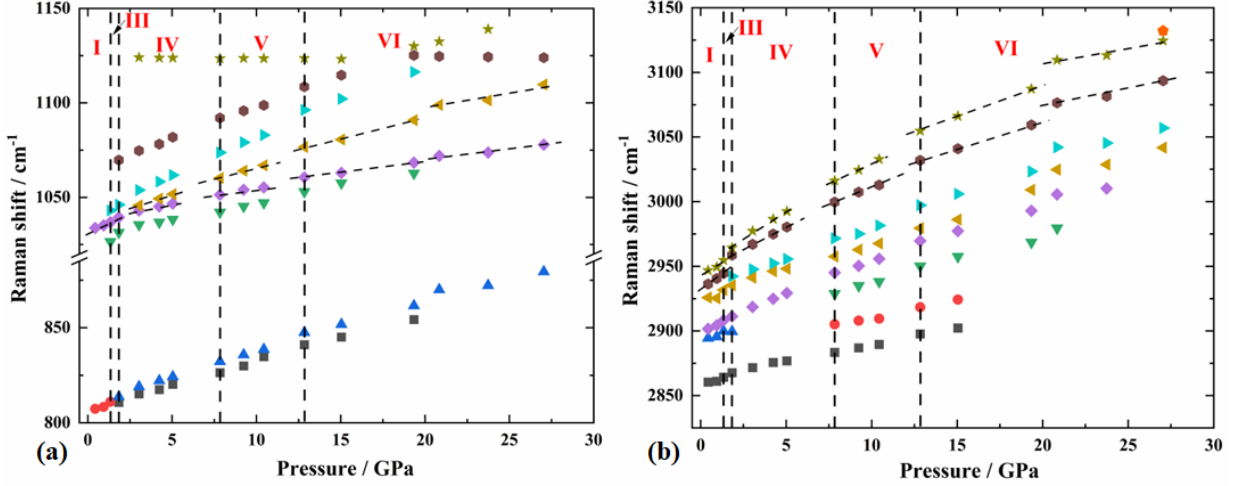 I III IV V VI
1150
1100
1050
850
800
0 5 10 15 20 25 30
Raman shift / cm⁻¹
Pressure / GPa
(a)
I III IV V VI
3150
3100
3050
3000
2950
2900
2850
0 5 10 15 20 25 30
Raman shift / cm⁻¹
Pressure / GPa
(b)